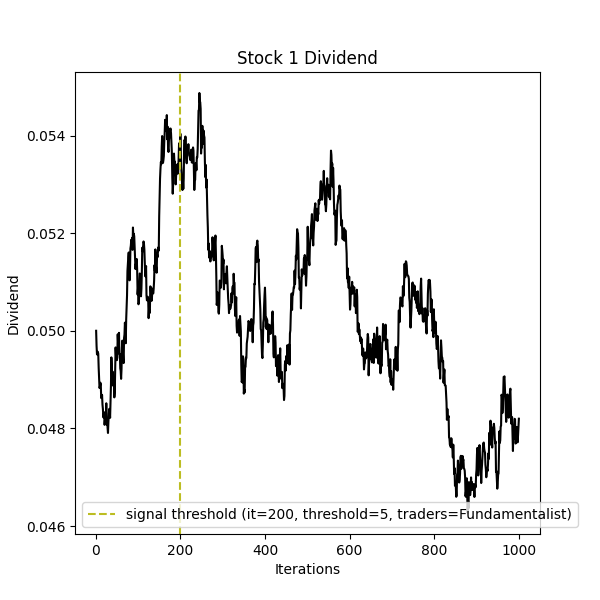 Stock 1 Dividend
0.054
0.052
0.050
0.048
0.046
Dividend
signal threshold (it=200, threshold=5, traders=Fundamentalist)
0 200 400 600 800 1000
Iterations